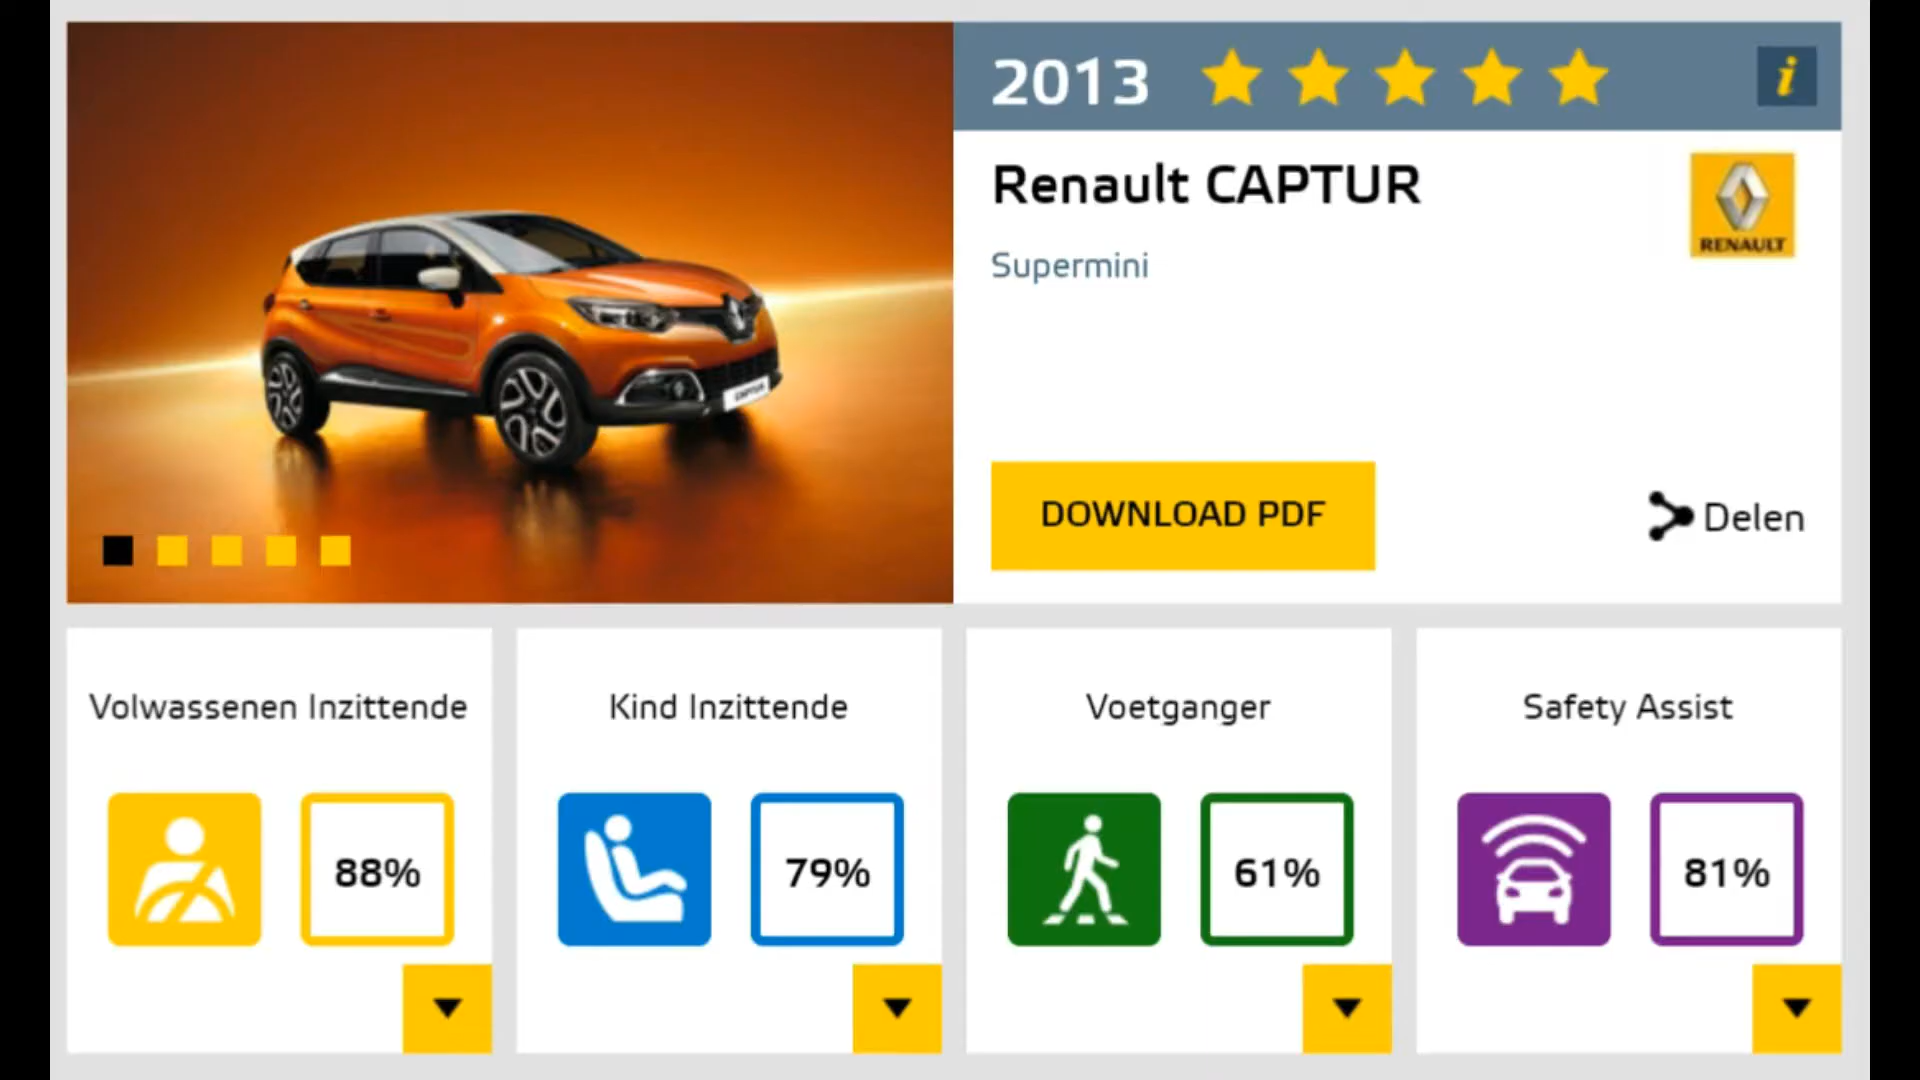 2013
i
Renault CAPTUR
RENAULT
Supermini
CAPTUR
DOWNLOAD PDF
Delen
Volwassenen Inzittende
Kind Inzittende
Voetganger
Safety Assist
88%
79%
61%
81%